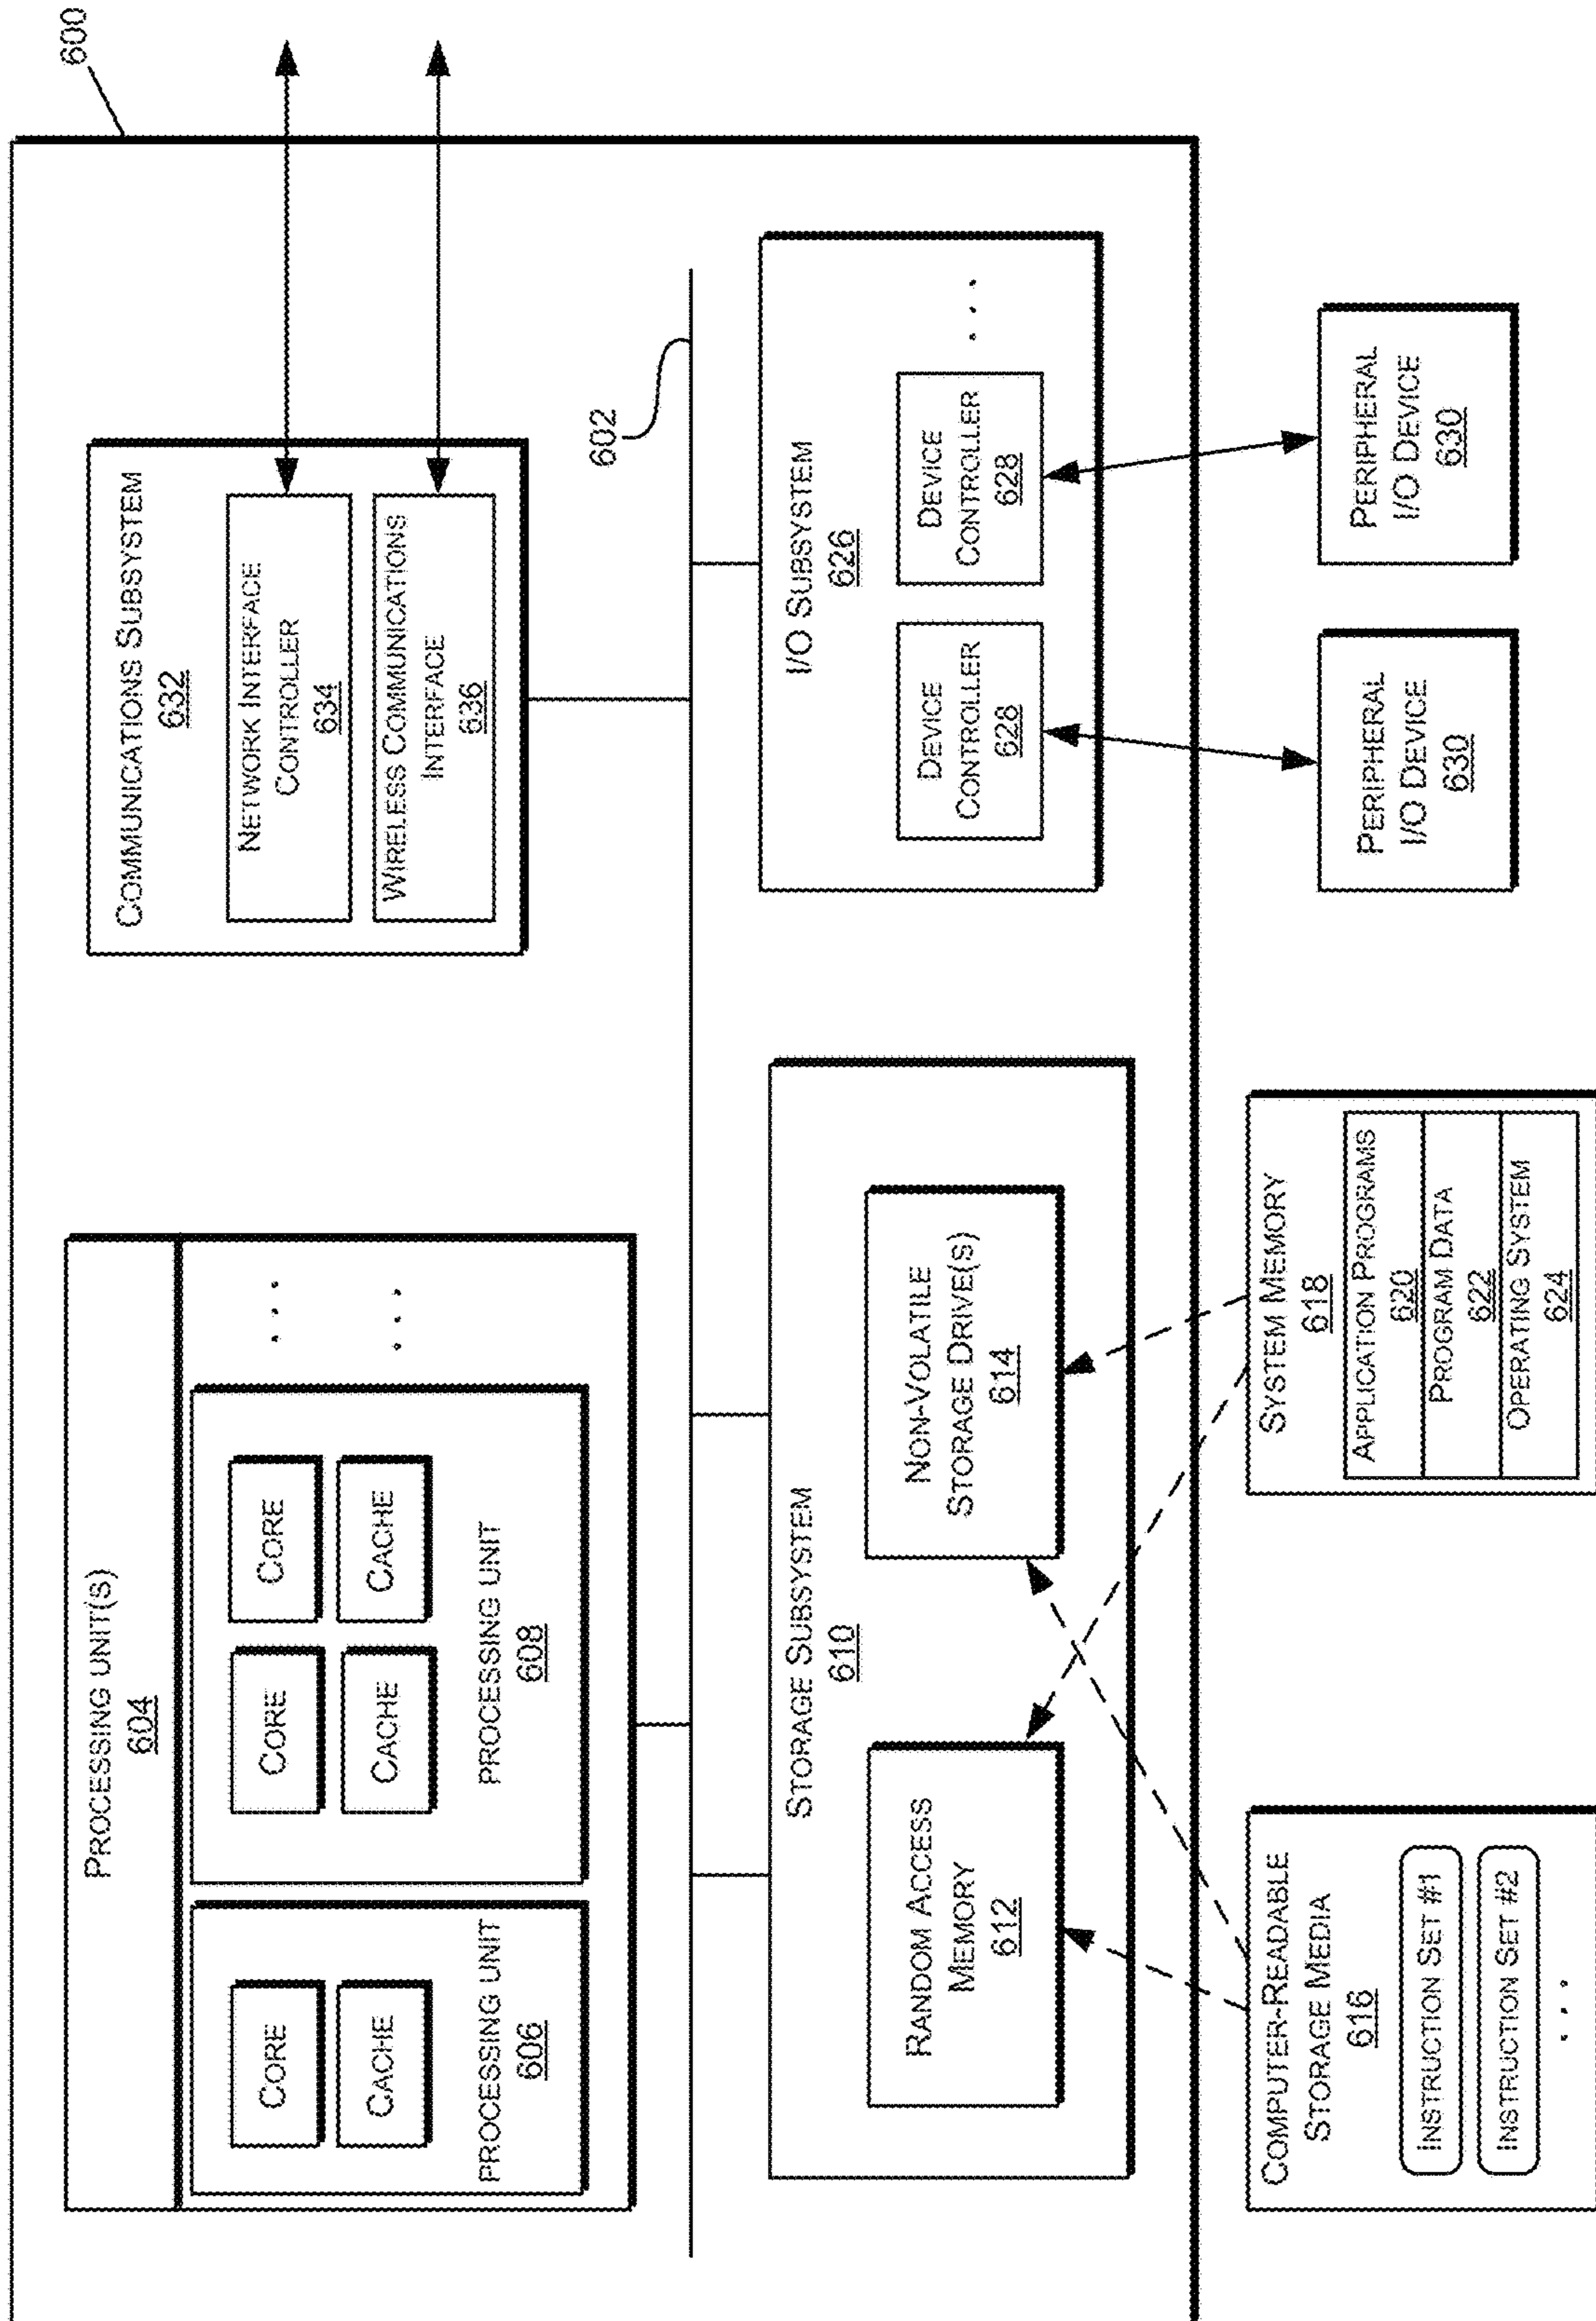 600
PROCESSING UNIT(S)
604
CORE
CACHE
PROCESSING UNIT
606
CORE
CORE
CACHE
CACHE
PROCESSING UNIT
608
. . .
. . .
COMMUNICATIONS SUBSYSTEM
632
NETWORK INTERFACE
CONTROLLER
634
WIRELESS COMMUNICATIONS
INTERFACE
636
602
STORAGE SUBSYSTEM
610
RANDOM ACCESS
MEMORY
612
NON-VOLATILE
STORAGE DRIVE(S)
614
I/O SUBSYSTEM
626
DEVICE
CONTROLLER
628
DEVICE
CONTROLLER
628
. . .
COMPUTER-READABLE
STORAGE MEDIA
616
INSTRUCTION SET #1
INSTRUCTION SET #2
. . .
SYSTEM MEMORY
618
APPLICATION PROGRAMS
620
PROGRAM DATA
622
OPERATING SYSTEM
624
PERIPHERAL
I/O DEVICE
630
PERIPHERAL
I/O DEVICE
630